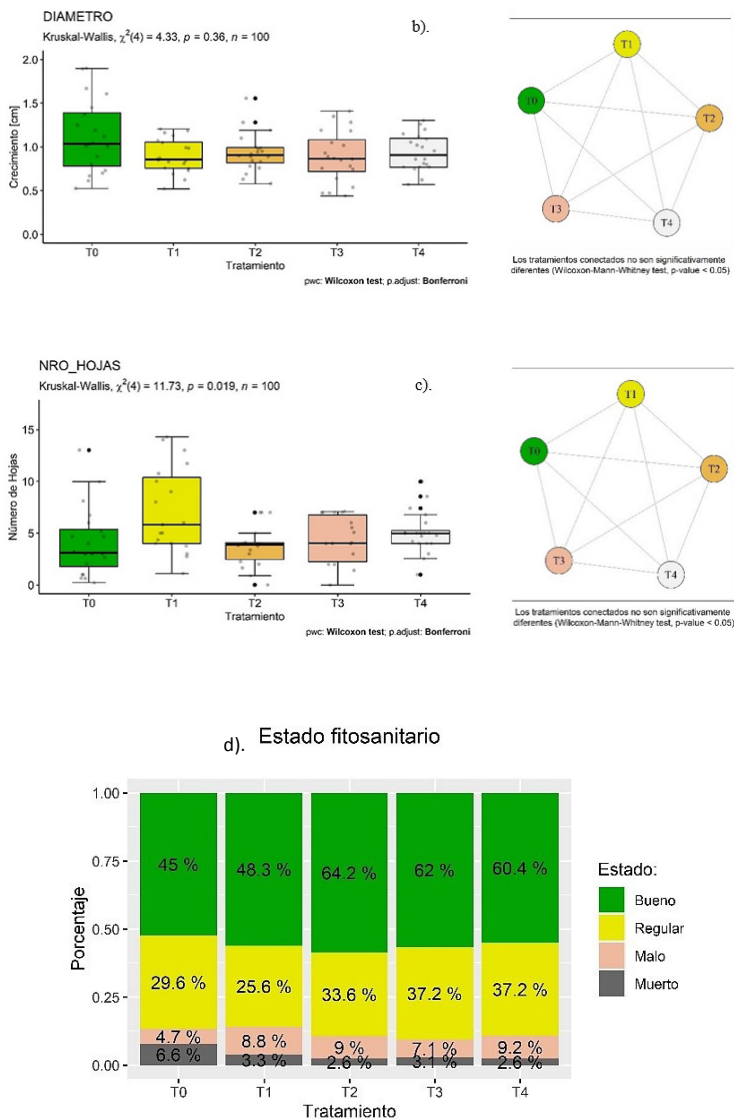 DIAMETRO
Kruskal-Wallis, χ²(4) = 4.33, p = 0.36, n = 100
b).
Crecimiento [cm]
2.0
1.5
1.0
0.5
0.0
T0 T1 T2 T3 T4
Tratamiento
pwc: Wilcoxon test; p.adjust: Bonferroni
T1
T0
T2
T3
T4
Los tratamientos conectados no son significativamente
diferentes (Wilcoxon-Mann-Whitney test, p-value < 0.05)
NRO_HOJAS
Kruskal-Wallis, χ²(4) = 11.73, p = 0.019, n = 100
c).
Número de Hojas
15
10
5
0
T0 T1 T2 T3 T4
Tratamiento
pwc: Wilcoxon test; p.adjust: Bonferroni
T1
T0
T2
T3
T4
Los tratamientos conectados no son significativamente
diferentes (Wilcoxon-Mann-Whitney test, p-value < 0.05)
d). Estado fitosanitario
Porcentaje
1.00
0.75
0.50
0.25
0.00
45 % 48.3 % 64.2 % 62 % 60.4 %
29.6 % 25.6 % 33.6 % 37.2 % 37.2 %
4.7 % 8.8 % 9 % 7.1 % 9.2 %
6.6 % 3.3 % 2.6 % 3.1 % 2.6 %
T0 T1 T2 T3 T4
Tratamiento
Estado:
Bueno
Regular
Malo
Muerto